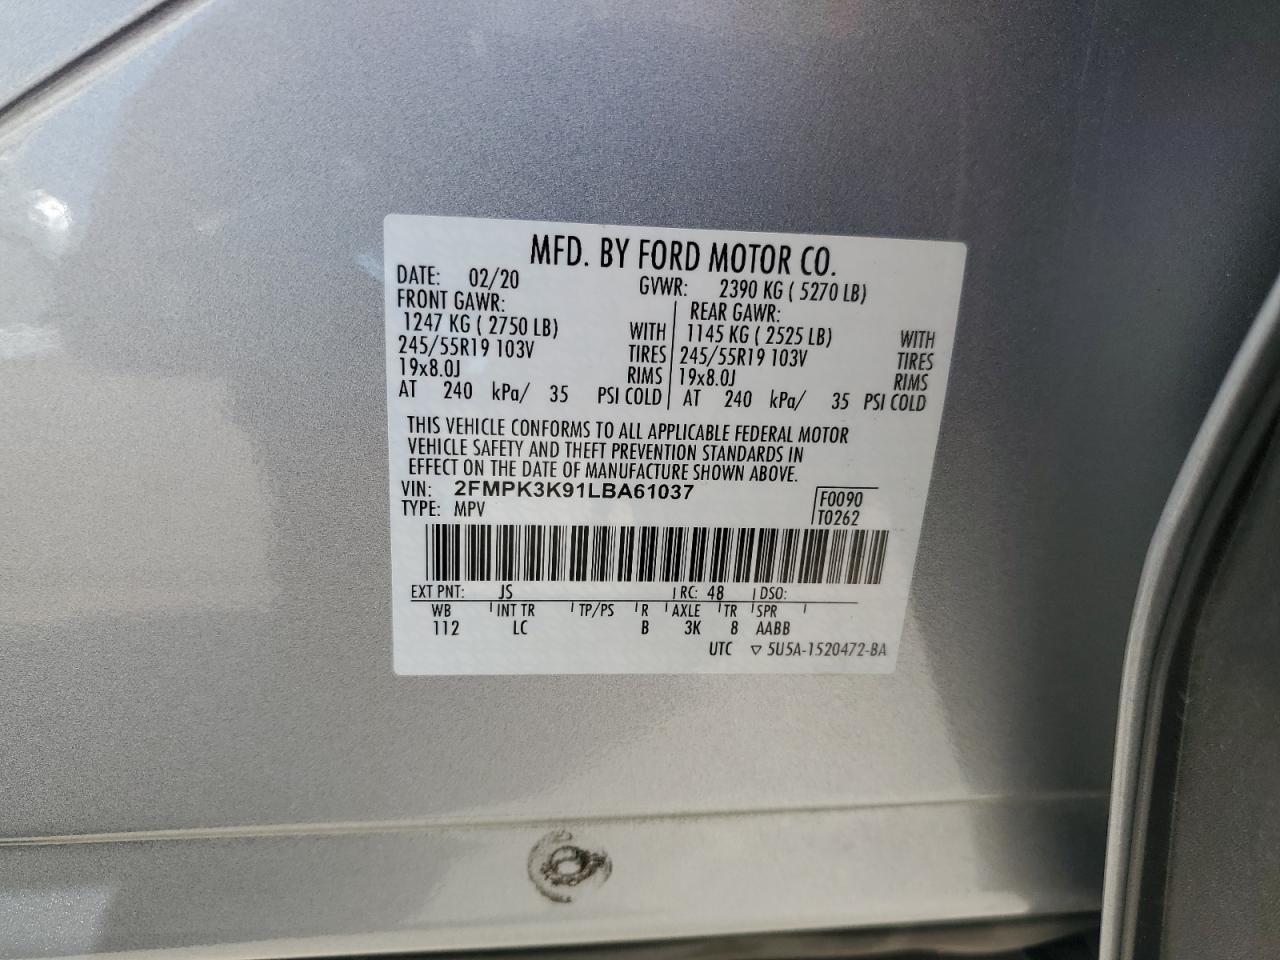 MFD. BY FORD MOTOR CO.
DATE: 02/20 GVWR: 2390 KG ( 5270 LB)
FRONT GAWR: REAR GAWR:
1247 KG ( 2750 LB) WITH 1145 KG ( 2525 LB) WITH
245/55R19 103V TIRES 245/55R19 103V TIRES
19x8.0J RIMS 19x8.0J RIMS
AT 240 kPa/ 35 PSI COLD AT 240 kPa/ 35 PSI COLD
THIS VEHICLE CONFORMS TO ALL APPLICABLE FEDERAL MOTOR
VEHICLE SAFETY AND THEFT PREVENTION STANDARDS IN
EFFECT ON THE DATE OF MANUFACTURE SHOWN ABOVE.
VIN: 2FMPK3K91LBA61037 F0090
TYPE: MPV T0262
EXT PNT: JS RC: 48 DSO:
WB INT TR TP/PS R AXLE TR SPR
112 LC B 3K 8 AABB
UTC ▽ 5U5A-1520472-BA